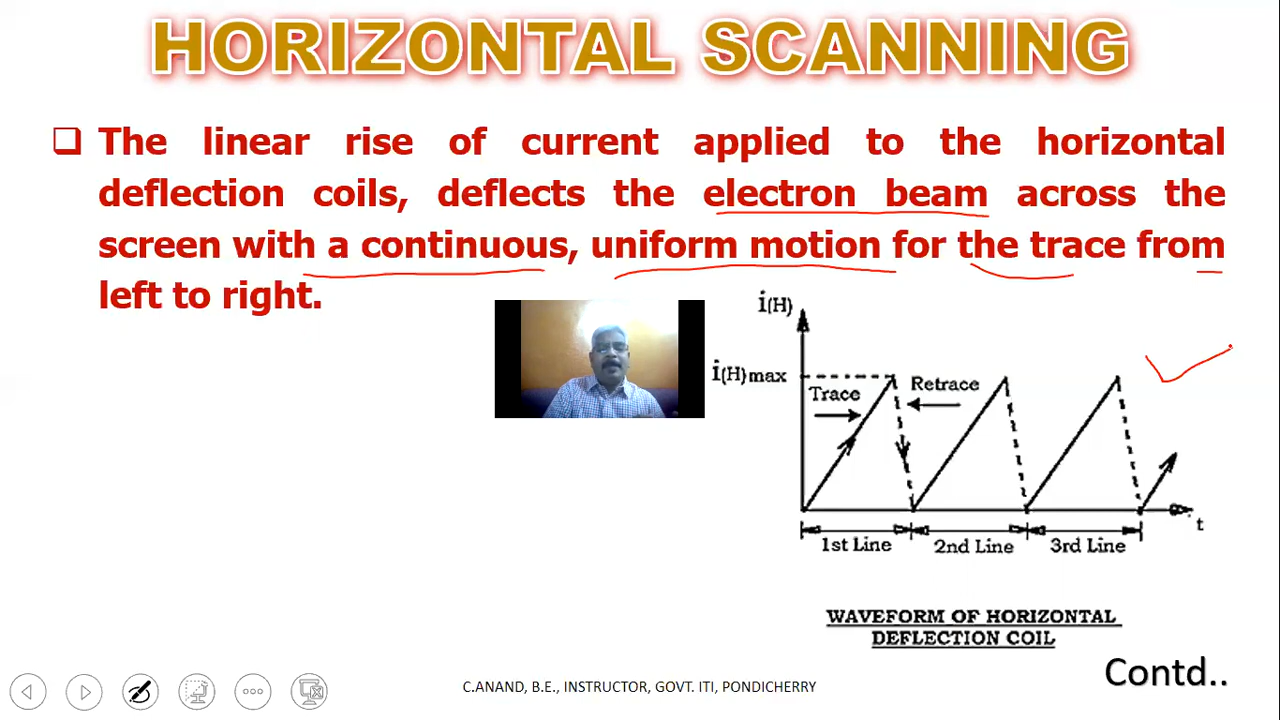 HORIZONTAL SCANNING
The linear rise of current applied to the horizontal
deflection coils, deflects the electron beam across the
screen with a continuous, uniform motion for the trace from
left to right.
i(H)
i(H)max
Trace
Retrace
t
1st Line
2nd Line
3rd Line
WAVEFORM OF HORIZONTAL
DEFLECTION COIL
Contd..
C.ANAND, B.E., INSTRUCTOR, GOVT. ITI, PONDICHERRY